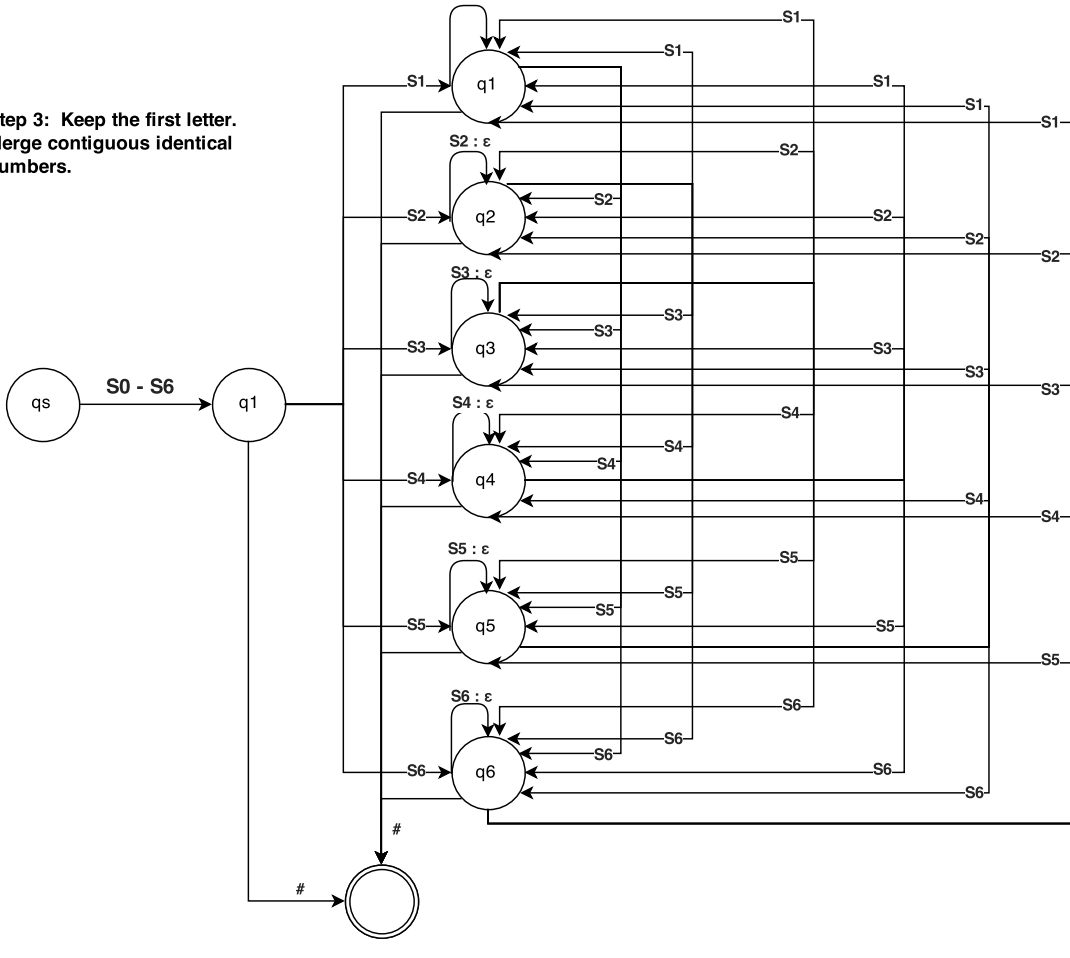 S1
S1
q1
S1
S1
S1
S1
tep 3: Keep the first letter.
erge contiguous identical
umbers.
S2 : ε
S2
S2
q2
S2
S2
S2
S2
S3 : ε
S3
S3
q3
S3
S3
S3
S3
qs
S0 - S6
q1
S4 : ε
S4
S4
S4
q4
S4
S4
S4
S5 : ε
S5
S5
S5
S5
q5
S5
S5
S6 : ε
S6
S6
S6
S6
q6
S6
S6
#
#